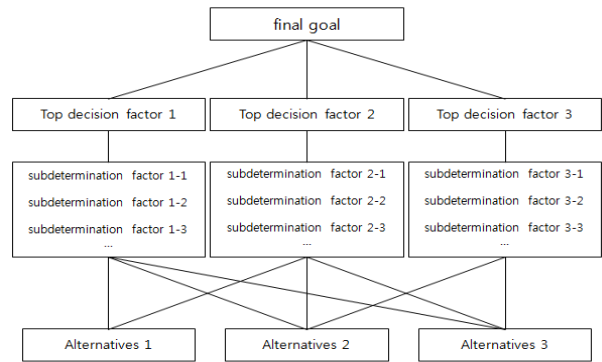 final goal
Top decision factor 1
Top decision factor 2
Top decision factor 3
subdetermination factor 1-1
subdetermination factor 1-2
subdetermination factor 1-3
...
subdetermination factor 2-1
subdetermination factor 2-2
subdetermination factor 2-3
...
subdetermination factor 3-1
subdetermination factor 3-2
subdetermination factor 3-3
...
Alternatives 1
Alternatives 2
Alternatives 3